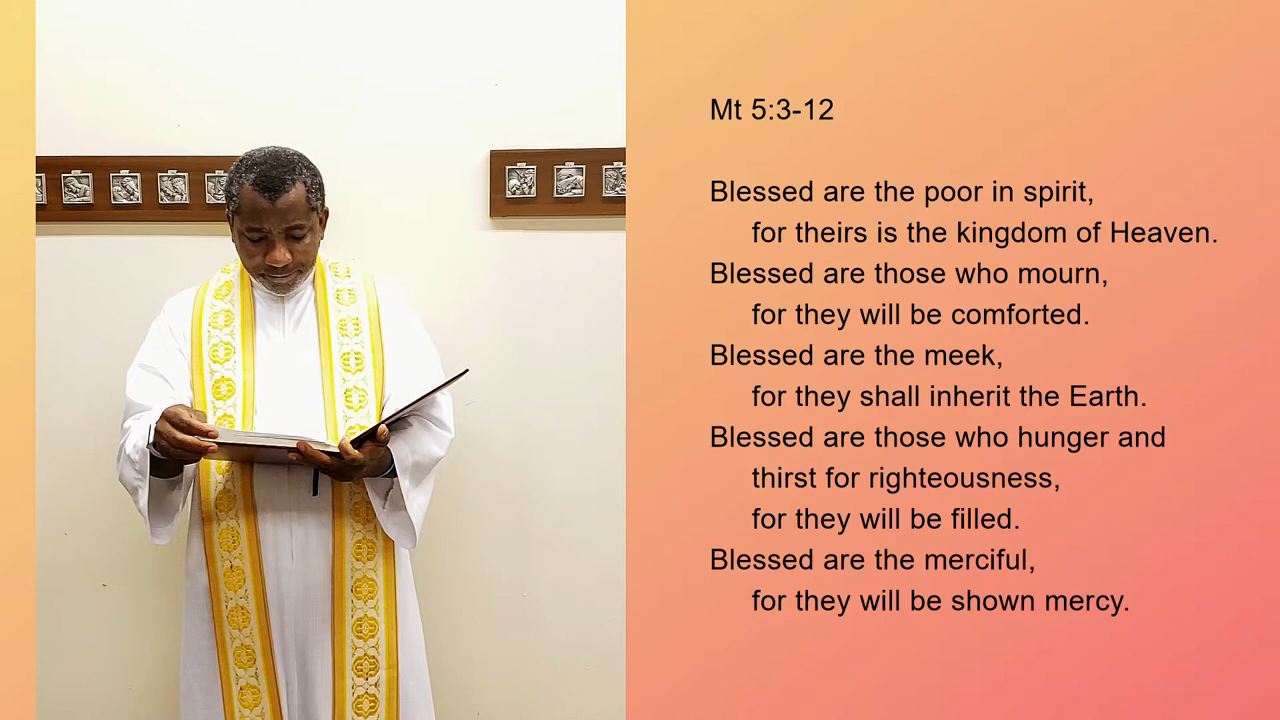 Mt 5:3-12
Blessed are the poor in spirit,
for theirs is the kingdom of Heaven.
Blessed are those who mourn,
for they will be comforted.
Blessed are the meek,
for they shall inherit the Earth.
Blessed are those who hunger and
thirst for righteousness,
for they will be filled.
Blessed are the merciful,
for they will be shown mercy.